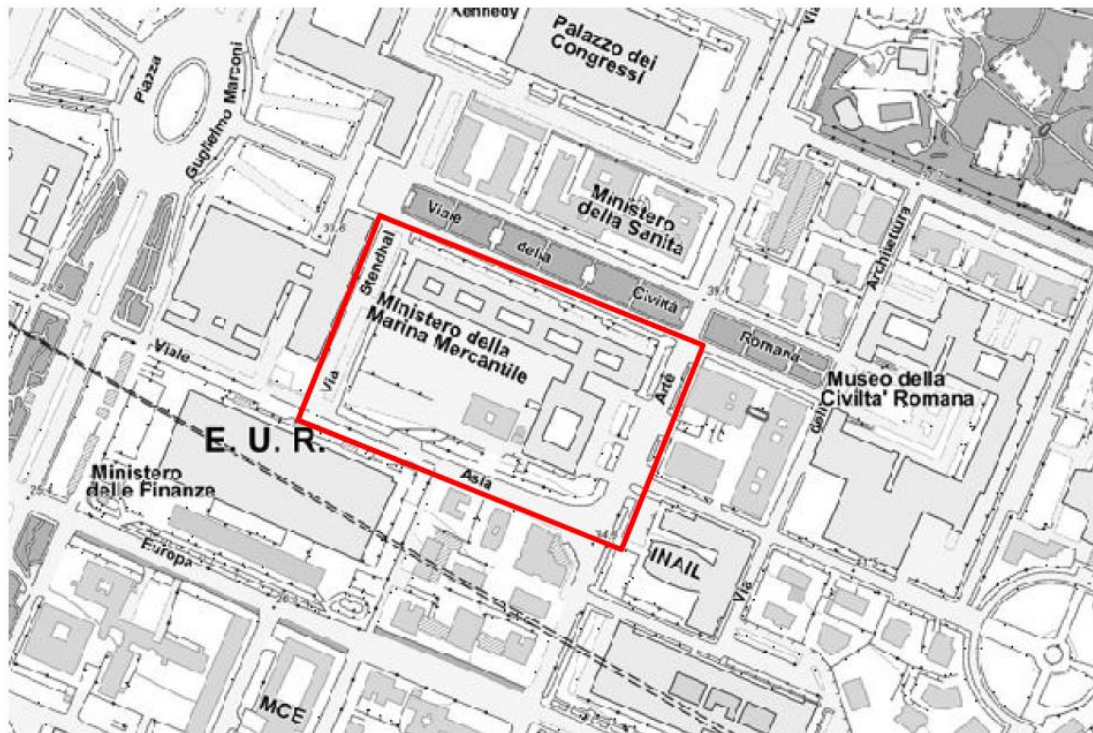 Kennedy
Palazzo dei
Congressi
Piazza
Guglielmo Marconi
Ministero
della Sanita
Viale
della
Civiltà
Romana
Architettura
Stendhal
Via
Ministero della
Marina Mercantile
Arte
Museo della
Civilta' Romana
Viale
E. U. R.
Asia
Ministero
delle Finanze
Europa
INAIL
Via
MCE